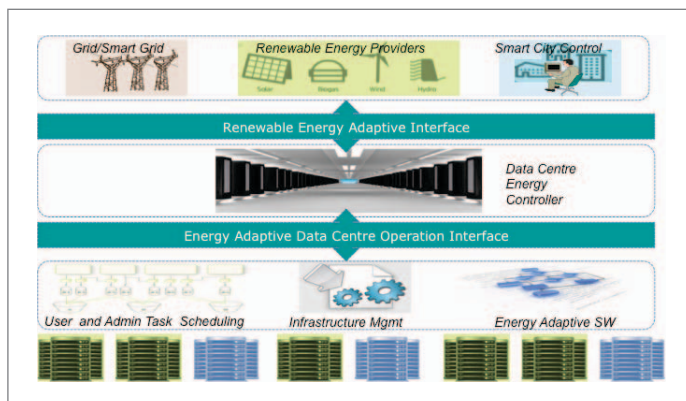 Grid/Smart Grid
Renewable Energy Providers
Smart City Control
Solar
Biogas
Wind
Hydro
Renewable Energy Adaptive Interface
Data Centre
Energy
Controller
Energy Adaptive Data Centre Operation Interface
User and Admin Task Scheduling
Infrastructure Mgmt
Energy Adaptive SW